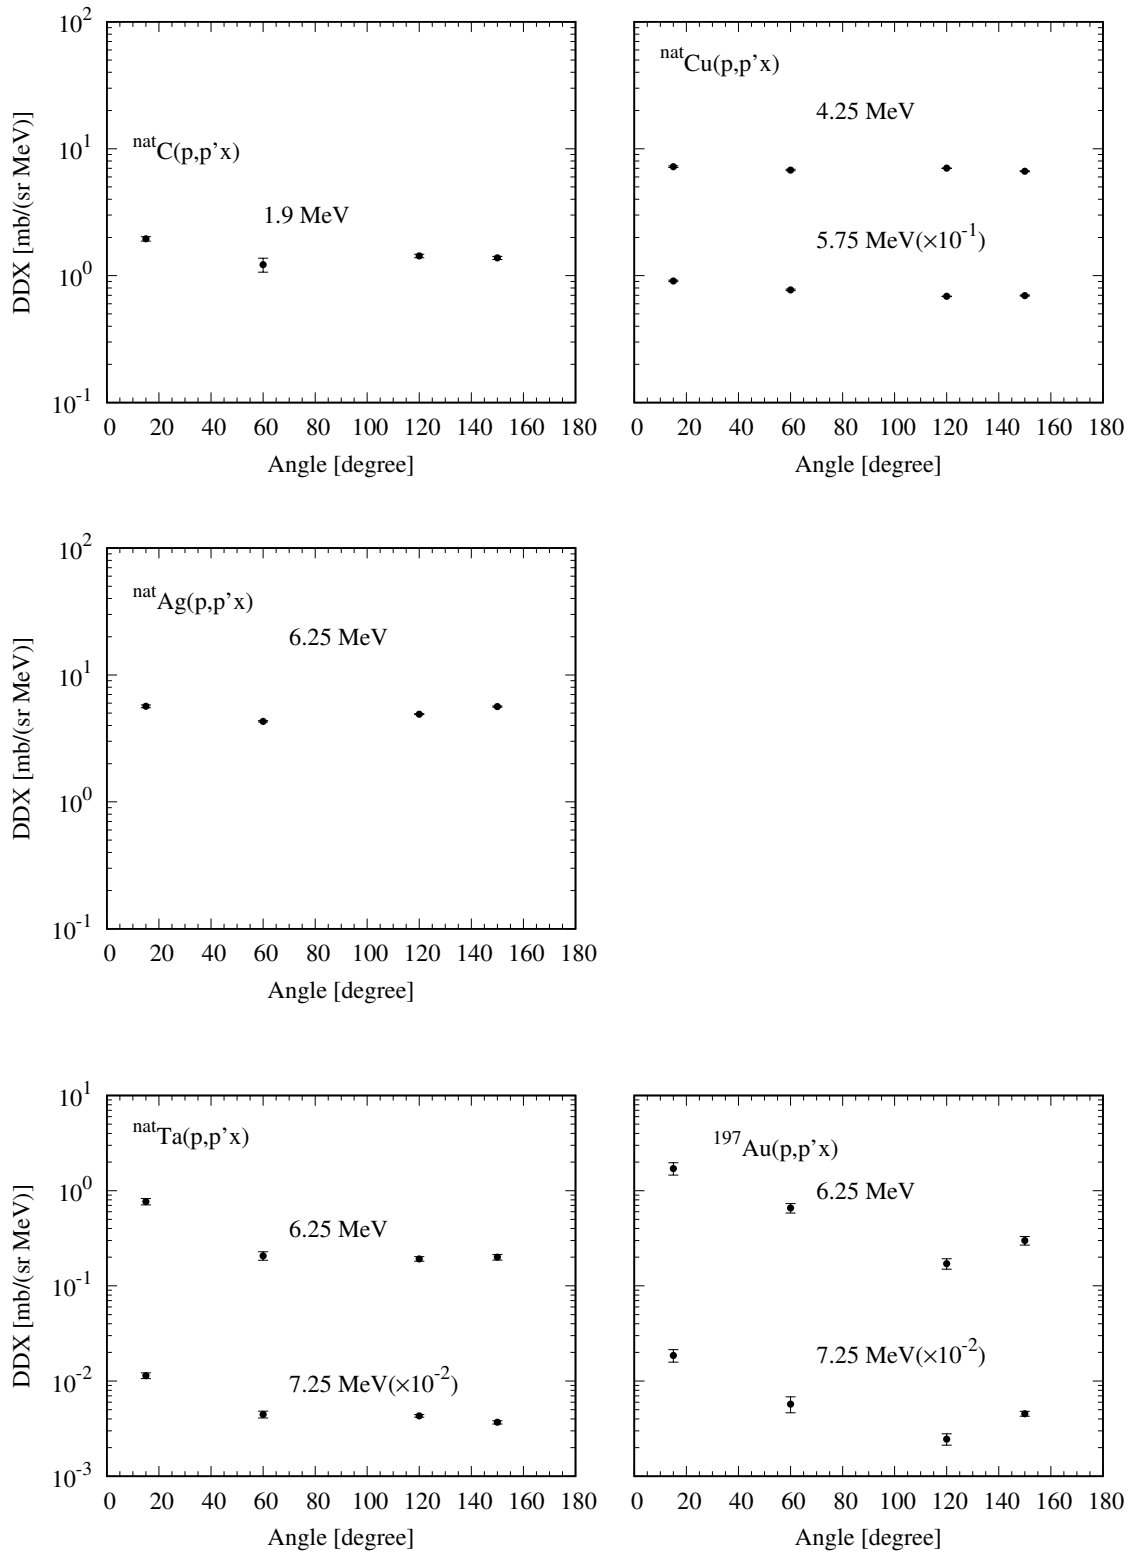 10^2
10^1
10^0
10^-1
DDX [mb/(sr MeV)]
natC(p,p'x)
1.9 MeV
0 20 40 60 80 100 120 140 160 180
Angle [degree]
natCu(p,p'x)
4.25 MeV
5.75 MeV(×10^-1)
0 20 40 60 80 100 120 140 160 180
Angle [degree]
10^2
10^1
10^0
10^-1
DDX [mb/(sr MeV)]
natAg(p,p'x)
6.25 MeV
0 20 40 60 80 100 120 140 160 180
Angle [degree]
10^1
10^0
10^-1
10^-2
10^-3
DDX [mb/(sr MeV)]
natTa(p,p'x)
6.25 MeV
7.25 MeV(×10^-2)
0 20 40 60 80 100 120 140 160 180
Angle [degree]
197Au(p,p'x)
6.25 MeV
7.25 MeV(×10^-2)
0 20 40 60 80 100 120 140 160 180
Angle [degree]